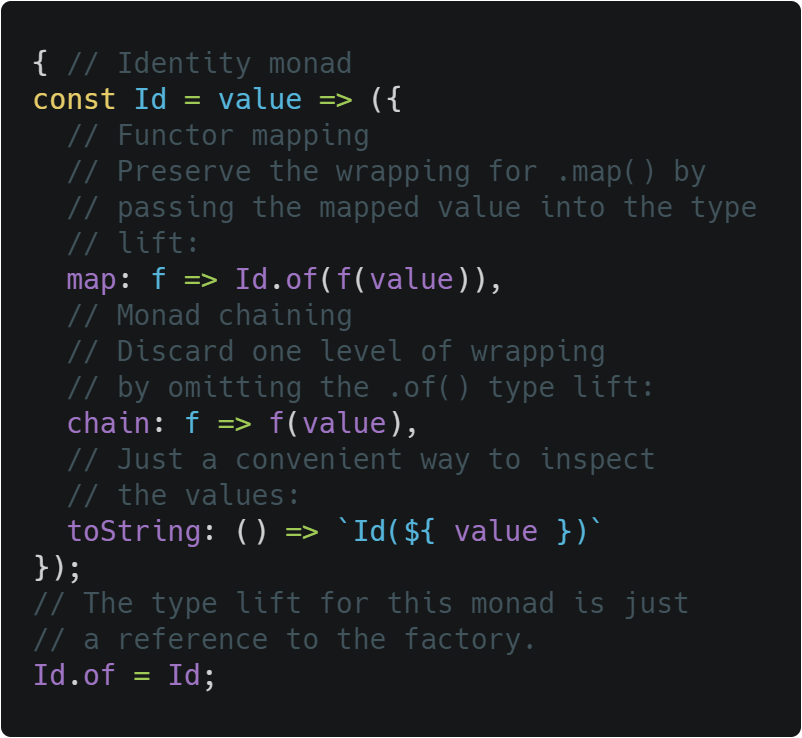 { // Identity monad
const Id = value => ({
  // Functor mapping
  // Preserve the wrapping for .map() by
  // passing the mapped value into the type
  // lift:
  map: f => Id.of(f(value)),
  // Monad chaining
  // Discard one level of wrapping
  // by omitting the .of() type lift:
  chain: f => f(value),
  // Just a convenient way to inspect
  // the values:
  toString: () => `Id(${ value })`
});
// The type lift for this monad is just
// a reference to the factory.
Id.of = Id;